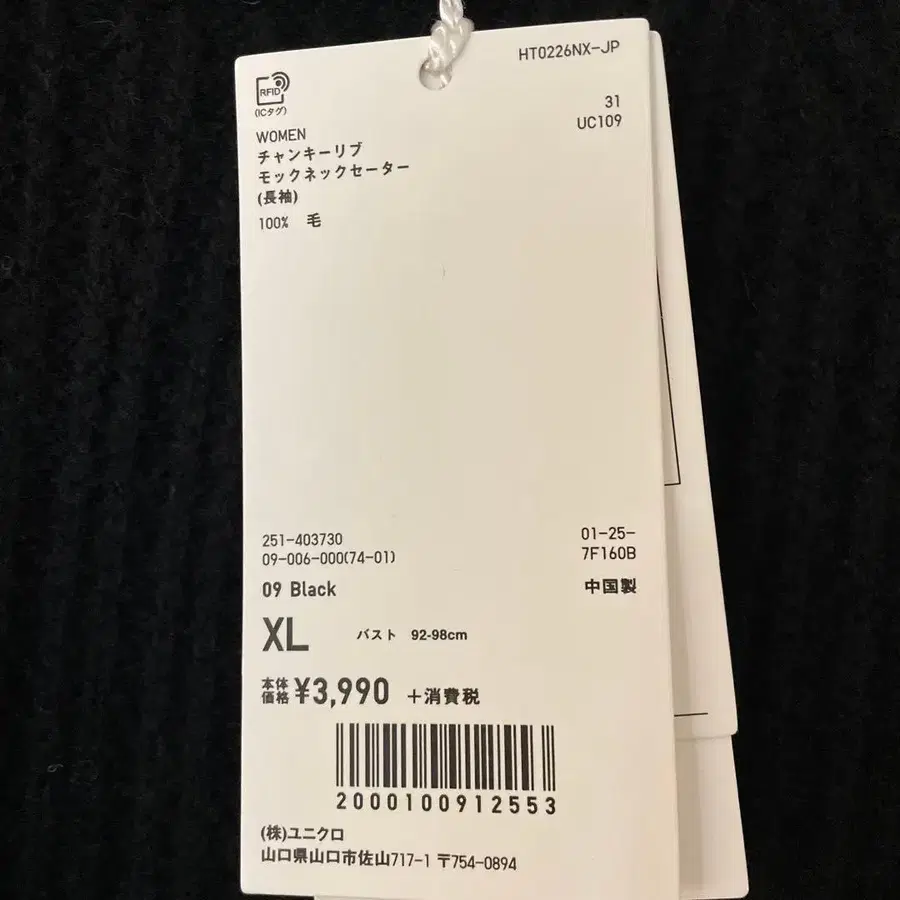 HT0226NX-JP
RFID
(ICタグ)
31
UC109
WOMEN
チャンキーリブ
モックネックセーター
(長袖)
100% 毛
251-403730
09-006-000(74-01)
01-25-
7F160B
09 Black
中国製
XL バスト 92-98cm
本体価格 ¥3,990 +消費税
2000100912553
(株)ユニクロ
山口県山口市佐山717-1 〒754-0894